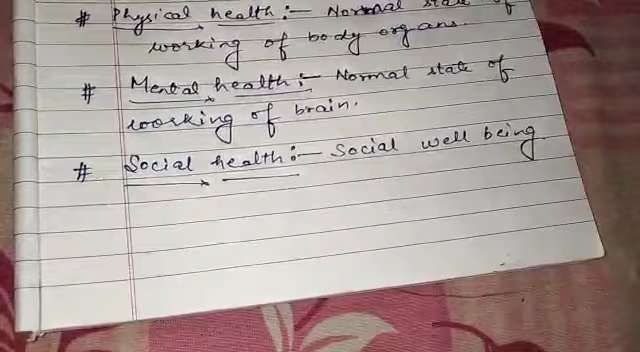 # Physical health :- Normal state of
working of body organs.
# Mental health :- Normal state of
working of brain.
# Social health :- Social well being